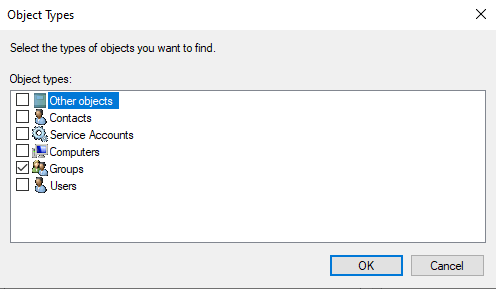 Object Types
Select the types of objects you want to find.
Object types:
Other objects
Contacts
Service Accounts
Computers
Groups
Users
OK
Cancel